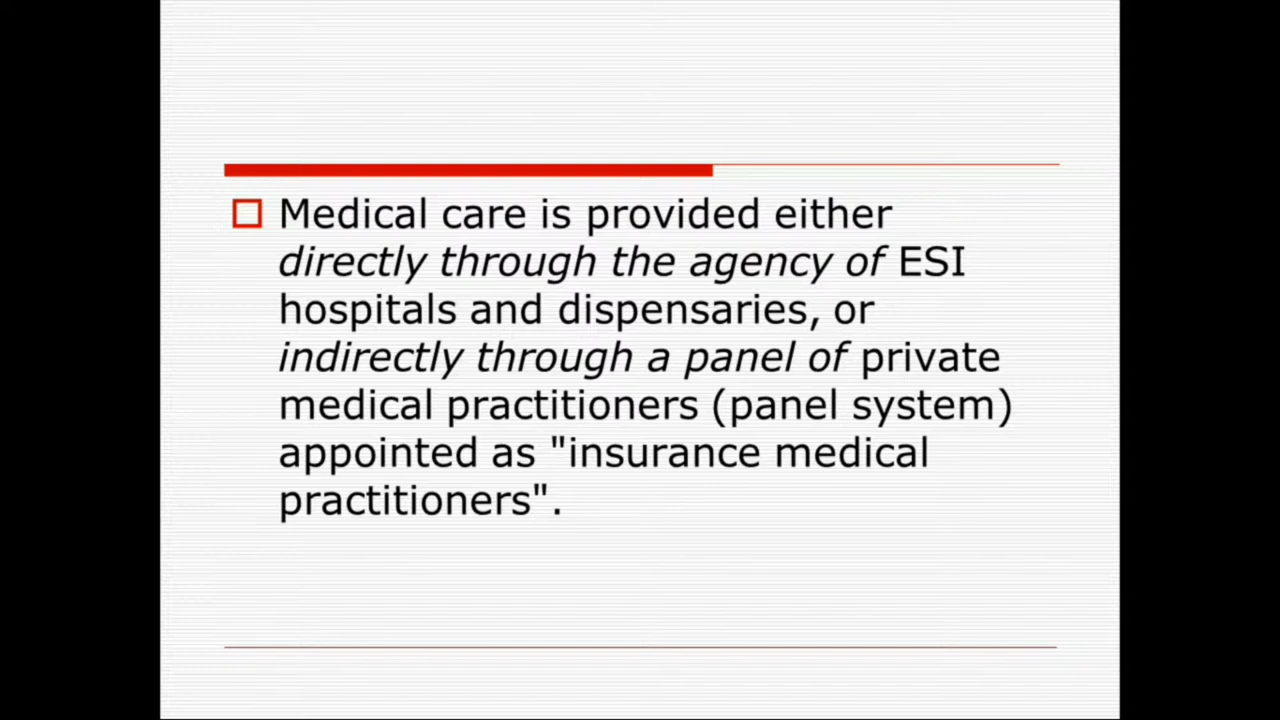 Medical care is provided either
directly through the agency of ESI
hospitals and dispensaries, or
indirectly through a panel of private
medical practitioners (panel system)
appointed as "insurance medical
practitioners".